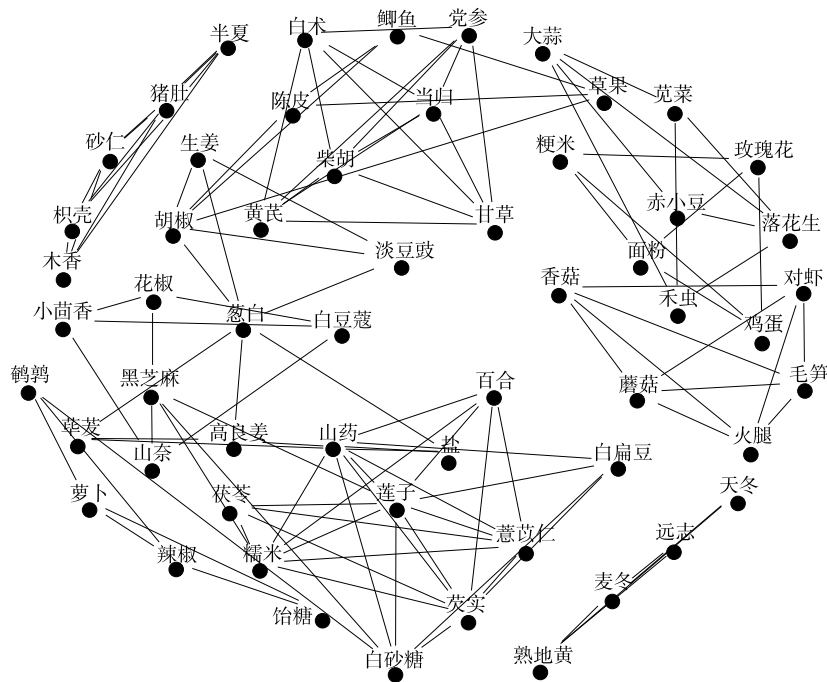 半夏
白术
鲫鱼
党参
大蒜
猪肚
陈皮
当归
草果
苋菜
砂仁
生姜
柴胡
粳米
玫瑰花
枳壳
胡椒
黄芪
甘草
赤小豆
落花生
木香
淡豆豉
面粉
花椒
香菇
禾虫
对虾
小茴香
葱白
白豆蔻
鸡蛋
鹌鹑
黑芝麻
百合
蘑菇
毛笋
荜茇
山奈
高良姜
山药
盐
白扁豆
火腿
萝卜
茯苓
莲子
天冬
辣椒
糯米
薏苡仁
远志
饴糖
芡实
麦冬
白砂糖
熟地黄